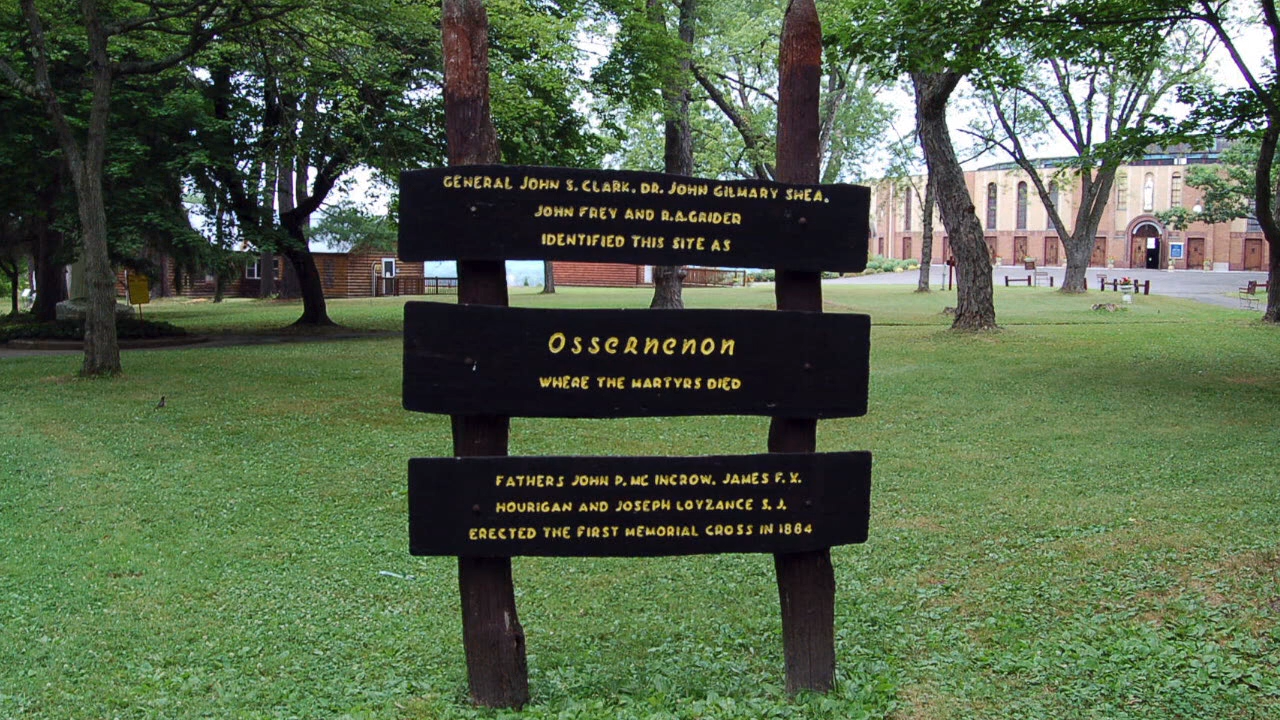 GENERAL JOHN S. CLARK, DR. JOHN GILMARY SHEA,
JOHN FREY AND R.A.GRIDER
IDENTIFIED THIS SITE AS
Ossernenon
WHERE THE MARTYRS DIED
FATHERS JOHN P. MC INCROW, JAMES F. X.
HOURIGAN AND JOSEPH LOYZANCE S. J.
ERECTED THE FIRST MEMORIAL CROSS IN 1884